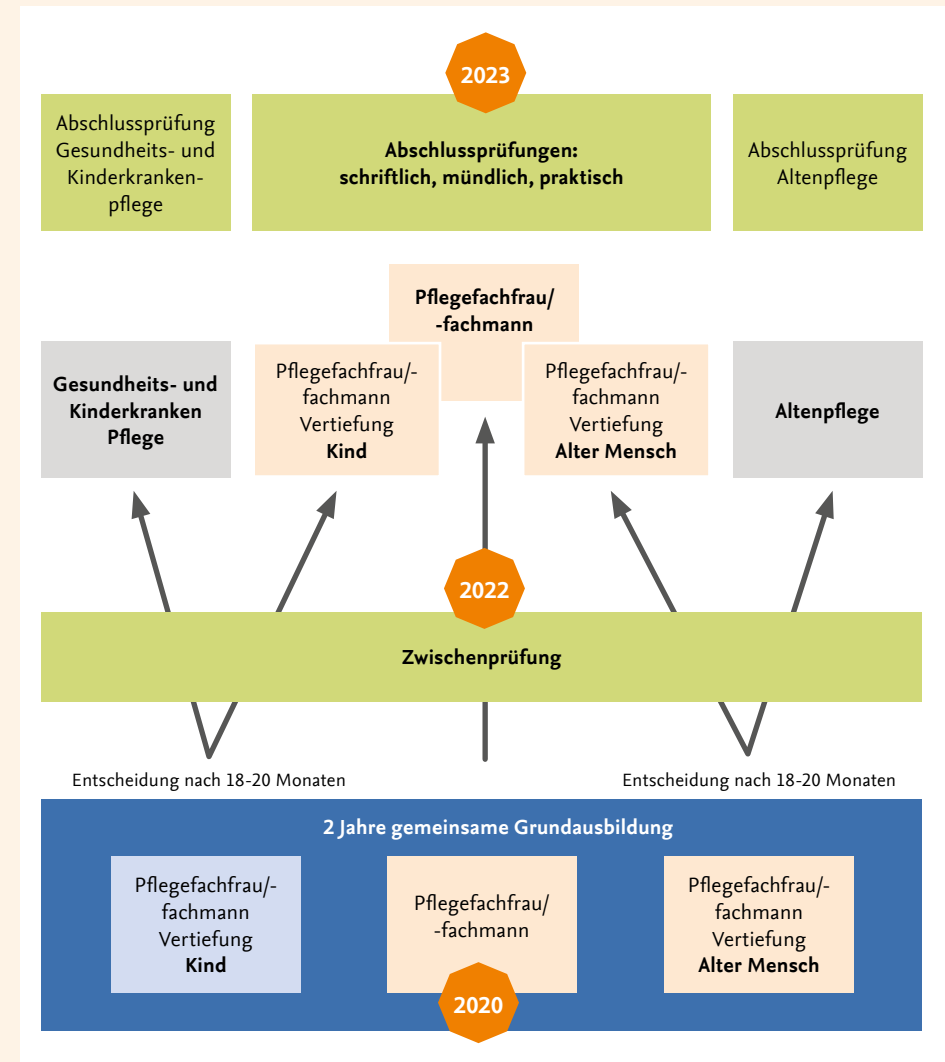 2023
Abschlussprüfung
Gesundheits- und
Kinderkranken-
pflege
Abschlussprüfungen:
schriftlich, mündlich, praktisch
Abschlussprüfung
Altenpflege
Pflegefachfrau/
-fachmann
Gesundheits- und
Kinderkranken
Pflege
Pflegefachfrau/-
fachmann
Vertiefung
Kind
Pflegefachfrau/-
fachmann
Vertiefung
Alter Mensch
Altenpflege
2022
Zwischenprüfung
Entscheidung nach 18-20 Monaten
Entscheidung nach 18-20 Monaten
2 Jahre gemeinsame Grundausbildung
Pflegefachfrau/-
fachmann
Vertiefung
Kind
Pflegefachfrau/
-fachmann
Pflegefachfrau/-
fachmann
Vertiefung
Alter Mensch
2020